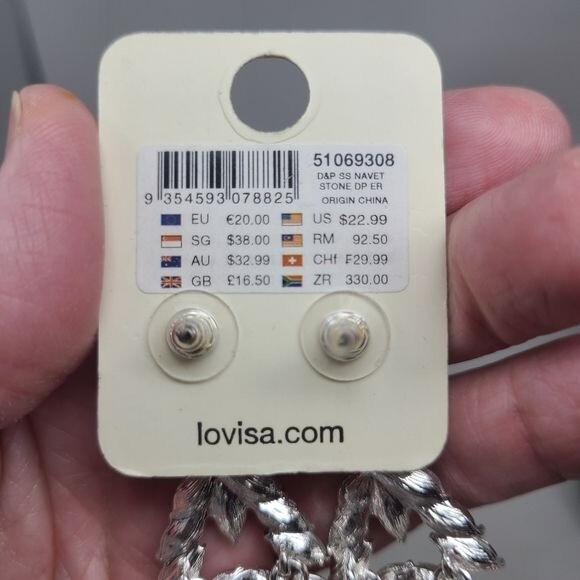 51069308
D&P SS NAVET
STONE DP ER
ORIGIN CHINA
9 354593 078825
EU €20.00 US $22.99
SG $38.00 RM 92.50
AU $32.99 CHf F29.99
GB £16.50 ZR 330.00
lovisa.com